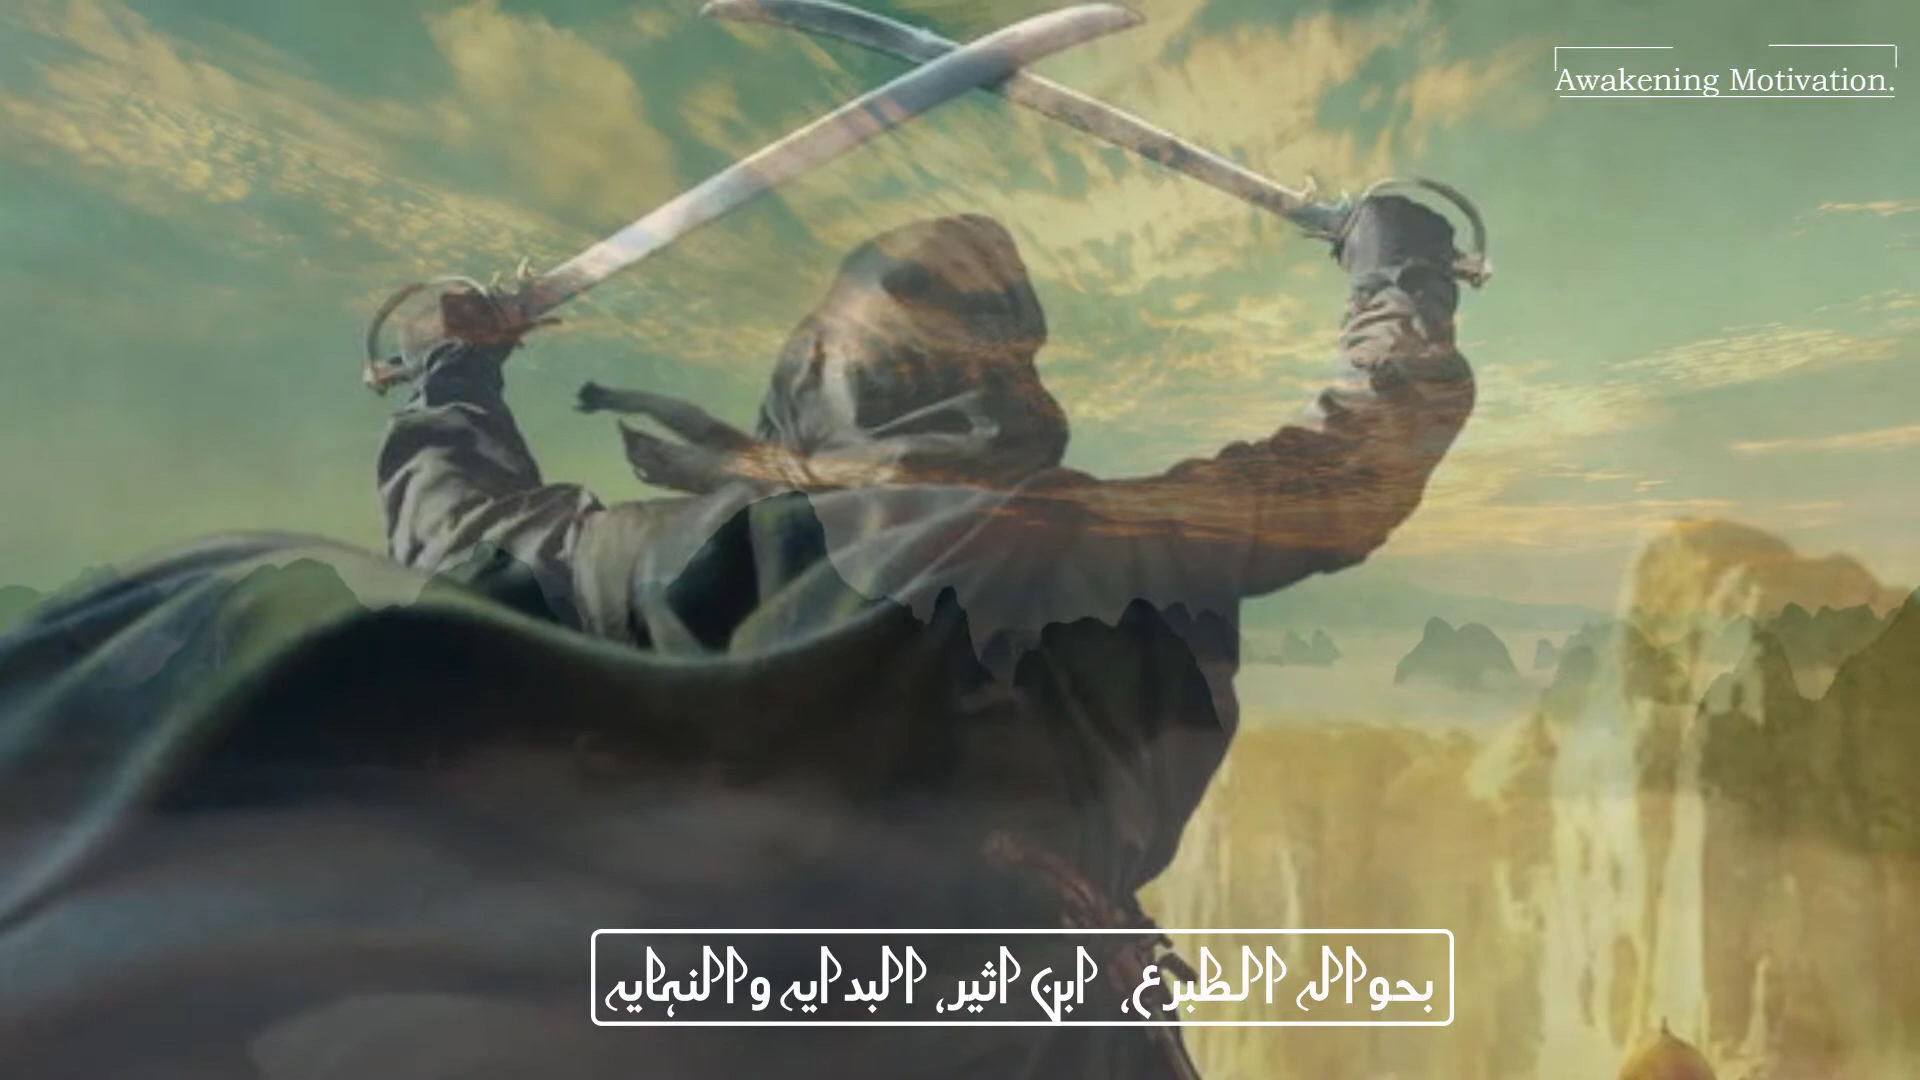 Awakening Motivation.
بحوالہ الطبری، ابن اثیر، البدایہ والنہایہ